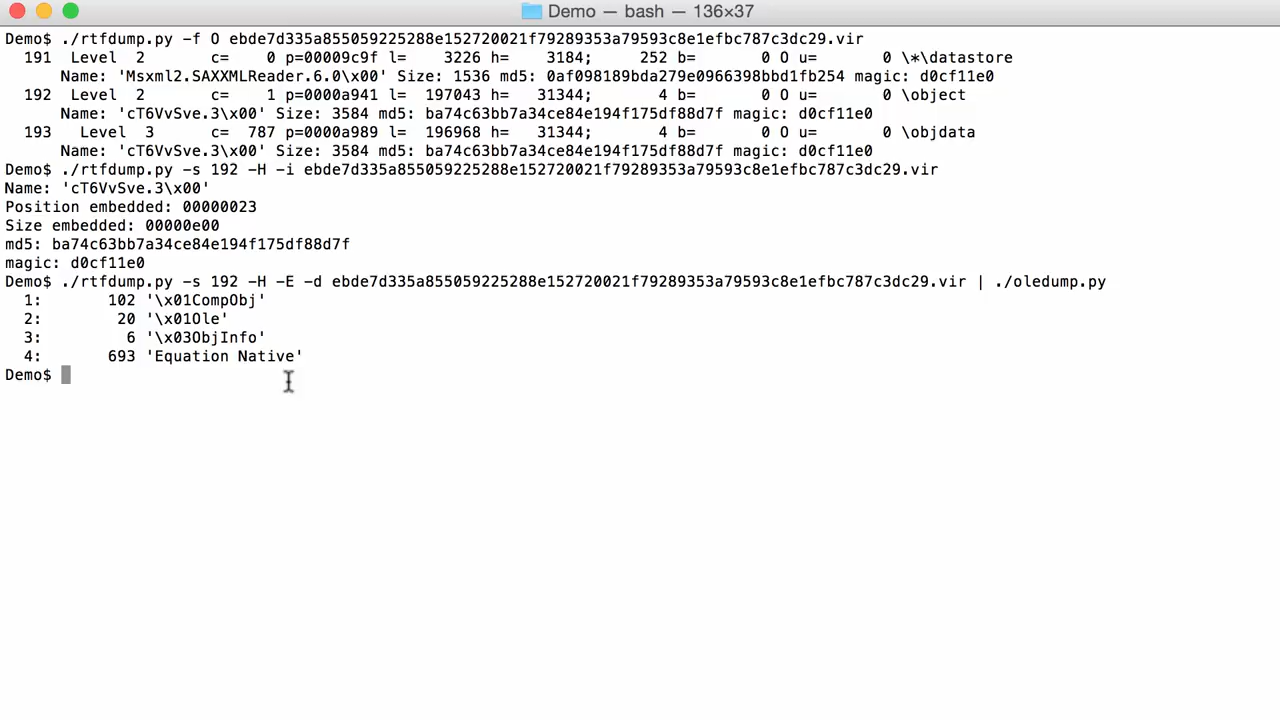 Demo — bash — 136×37
Demo$ ./rtfdump.py -f O ebde7d335a855059225288e152720021f79289353a79593c8e1efbc787c3dc29.vir
  191  Level  2        c=    0 p=00009c9f l=    3226 h=    3184;     252 b=       0 O u=       0 \*\datastore
      Name: 'Msxml2.SAXXMLReader.6.0\x00' Size: 1536 md5: 0af098189bda279e0966398bbd1fb254 magic: d0cf11e0
  192  Level  2        c=    1 p=0000a941 l=  197043 h=   31344;       4 b=       0 O u=       0 \object
      Name: 'cT6VvSve.3\x00' Size: 3584 md5: ba74c63bb7a34ce84e194f175df88d7f magic: d0cf11e0
  193   Level  3       c=  787 p=0000a989 l=  196968 h=   31344;       4 b=       0 O u=       0 \objdata
      Name: 'cT6VvSve.3\x00' Size: 3584 md5: ba74c63bb7a34ce84e194f175df88d7f magic: d0cf11e0
Demo$ ./rtfdump.py -s 192 -H -i ebde7d335a855059225288e152720021f79289353a79593c8e1efbc787c3dc29.vir
Name: 'cT6VvSve.3\x00'
Position embedded: 00000023
Size embedded: 00000e00
md5: ba74c63bb7a34ce84e194f175df88d7f
magic: d0cf11e0
Demo$ ./rtfdump.py -s 192 -H -E -d ebde7d335a855059225288e152720021f79289353a79593c8e1efbc787c3dc29.vir | ./oledump.py
  1:       102 '\x01CompObj'
  2:        20 '\x01Ole'
  3:         6 '\x03ObjInfo'
  4:       693 'Equation Native'
Demo$